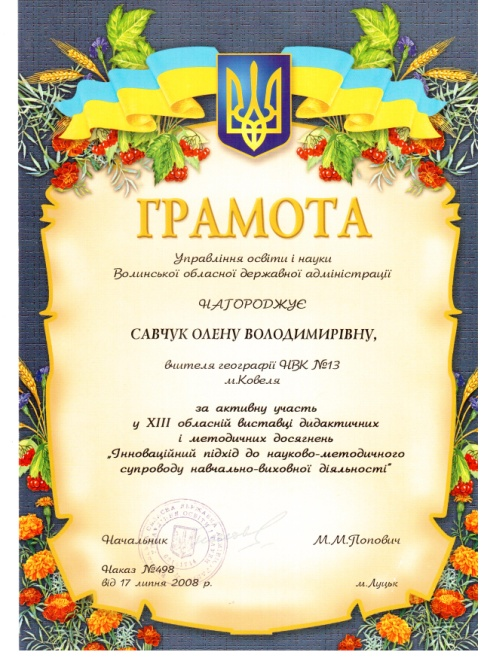 ГРАМОТА
Управління освіти і науки
Волинської обласної державної адміністрації
НАГОРОДЖУЄ
САВЧУК ОЛЕНУ ВОЛОДИМИРІВНУ,
вчителя географії НВК №13
м.Ковеля
за активну участь
у XIII обласній виставці дидактичних
і методичних досягнень
„Інноваційний підхід до науково-методичного
супроводу навчально-виховної діяльності"
Начальник М.М.Попович
Наказ №498
від 17 липня 2008 р. м.Луцьк